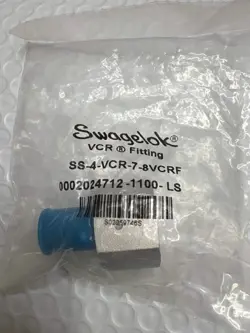 Swagelok®
VCR ® Fitting
SS-4-VCR-7-8VCRF
0002024712-1100- LS